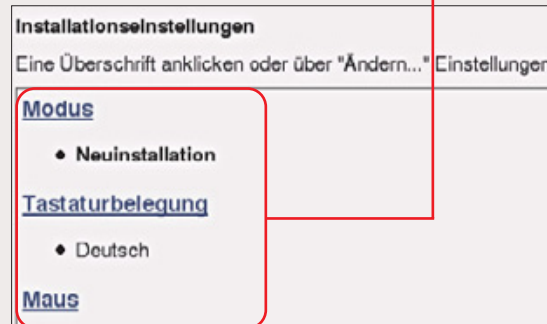 Installationseinstellungen
Eine Überschrift anklicken oder über "Ändern..." Einstellungen
Modus
• Neuinstallation
Tastaturbelegung
• Deutsch
Maus